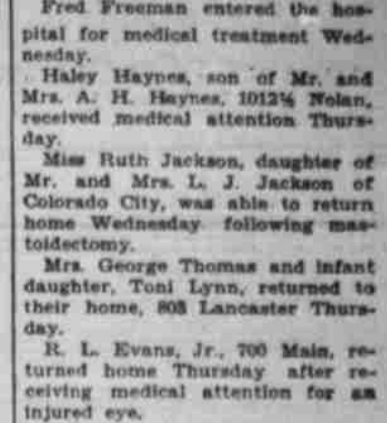 Fred Freeman entered the hos-
pital for medical treatment Wed-
nesday.
Haley Haynes, son of Mr. and
Mrs. A. H. Haynes, 1012½ Nolan,
received medical attention Thurs-
day.
Miss Ruth Jackson, daughter of
Mr. and Mrs. L. J. Jackson of
Colorado City, was able to return
home Wednesday following mas-
toidectomy.
Mrs. George Thomas and infant
daughter, Toni Lynn, returned to
their home, 803 Lancaster Thurs-
day.
R. L. Evans, Jr., 700 Main, re-
turned home Thursday after re-
ceiving medical attention for an
injured eye.